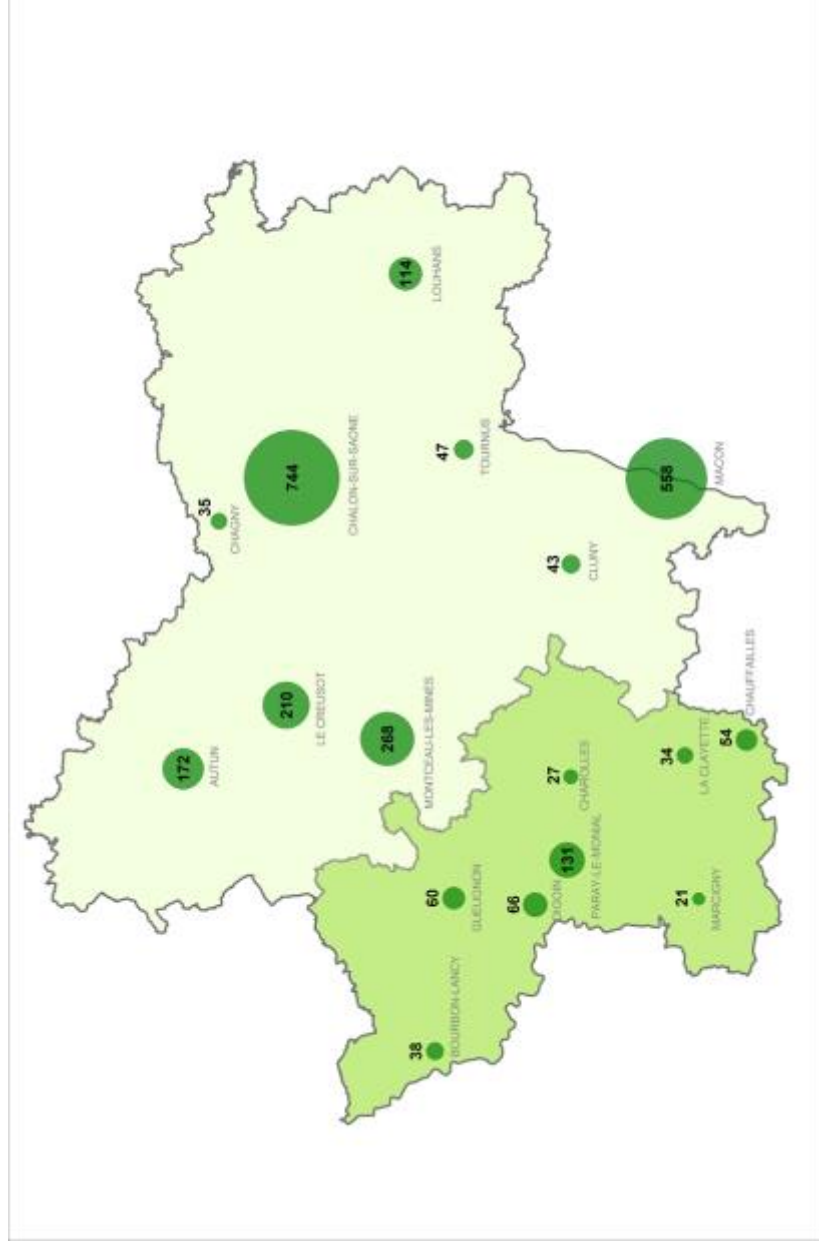 172
AUTUN
35
CHAGNY
210
LE CREUSOT
744
CHALON-SUR-SAONE
268
MONTCEAU-LES-MINES
114
LOUHANS
38
BOURBON-LANCY
60
GUEUGNON
47
TOURNUS
66
DIGOIN
131
PARAY-LE-MONIAL
27
CHAROLLES
43
CLUNY
558
MACON
21
MARCIGNY
34
LA CLAYETTE
54
CHAUFFAILLES